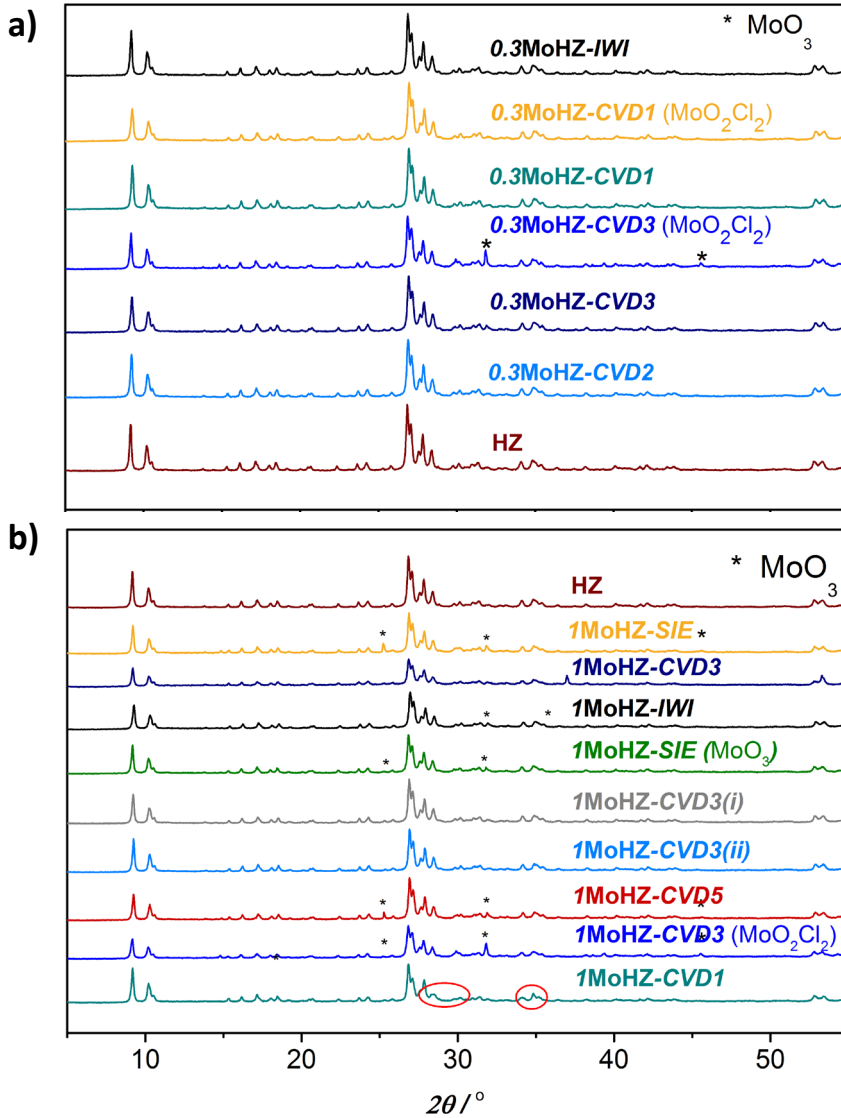 a)
* MoO3
0.3MoHZ-IWI
0.3MoHZ-CVD1 (MoO2Cl2)
0.3MoHZ-CVD1
0.3MoHZ-CVD3 (MoO2Cl2)
*
*
0.3MoHZ-CVD3
0.3MoHZ-CVD2
HZ
b)
* MoO3
HZ
1MoHZ-SIE
* * *
1MoHZ-CVD3
1MoHZ-IWI
* *
1MoHZ-SIE (MoO3)
* *
1MoHZ-CVD3(i)
1MoHZ-CVD3(ii)
1MoHZ-CVD5
* * *
1MoHZ-CVD3 (MoO2Cl2)
* * * *
1MoHZ-CVD1
10 20 30 40 50
2θ / °